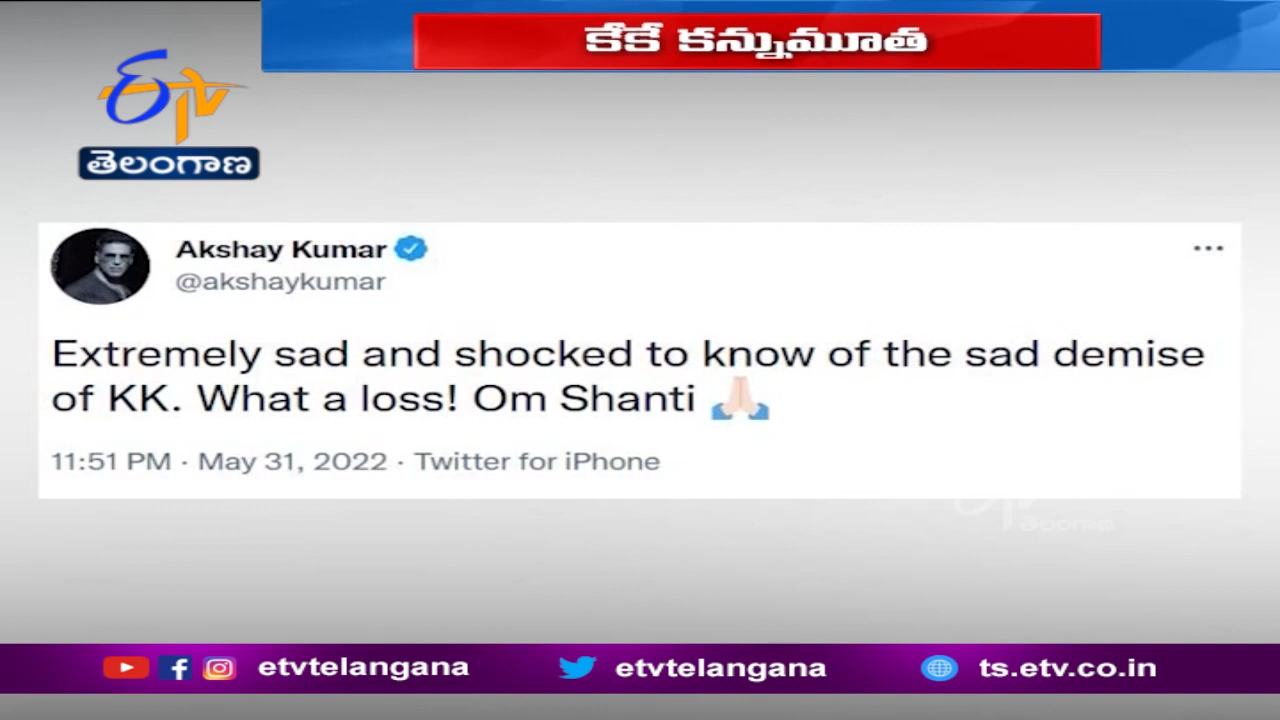 కేకే కన్నుమూత
ETV
తెలంగాణ
Akshay Kumar
@akshaykumar
Extremely sad and shocked to know of the sad demise
of KK. What a loss! Om Shanti 🙏🏻
11:51 PM · May 31, 2022 · Twitter for iPhone
తెలంగాణ
etvtelangana etvtelangana ts.etv.co.in